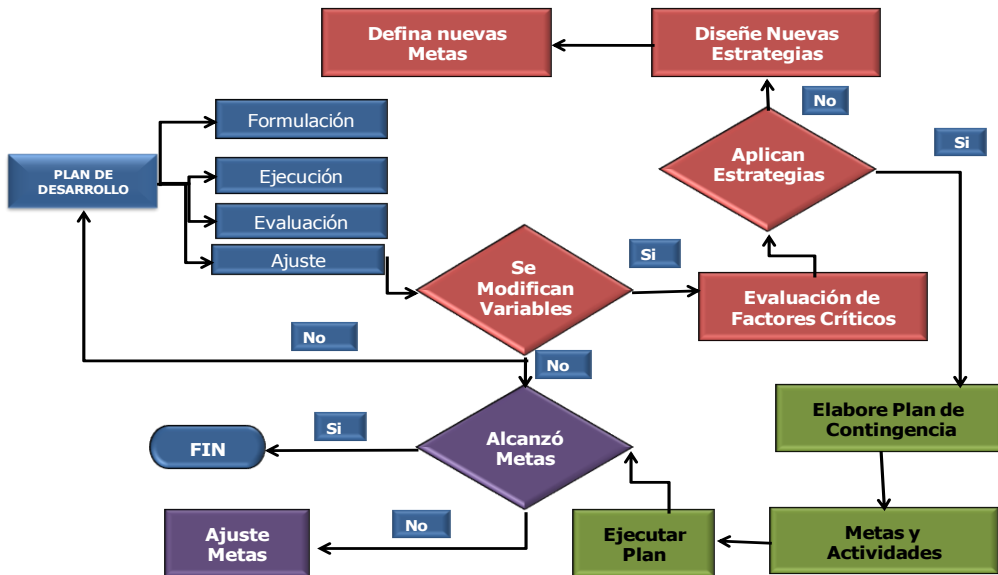 Defina nuevas
Metas
Diseñe Nuevas
Estrategias
No
Si
Formulación
PLAN DE
DESARROLLO
Ejecución
Evaluación
Ajuste
Aplican
Estrategias
Se
Modifican
Variables
Si
Evaluación de
Factores Críticos
No
No
Elabore Plan de
Contingencia
Si
FIN
Alcanzó
Metas
No
Ajuste
Metas
Ejecutar
Plan
Metas y
Actividades